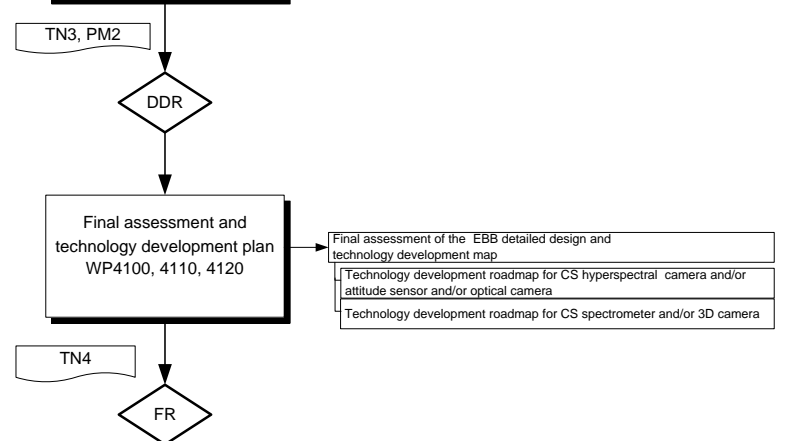 TN3, PM2
DDR
Final assessment and
technology development plan
WP4100, 4110, 4120
Final assessment of the EBB detailed design and
technology development map
Technology development roadmap for CS hyperspectral camera and/or
attitude sensor and/or optical camera
Technology development roadmap for CS spectrometer and/or 3D camera
TN4
FR